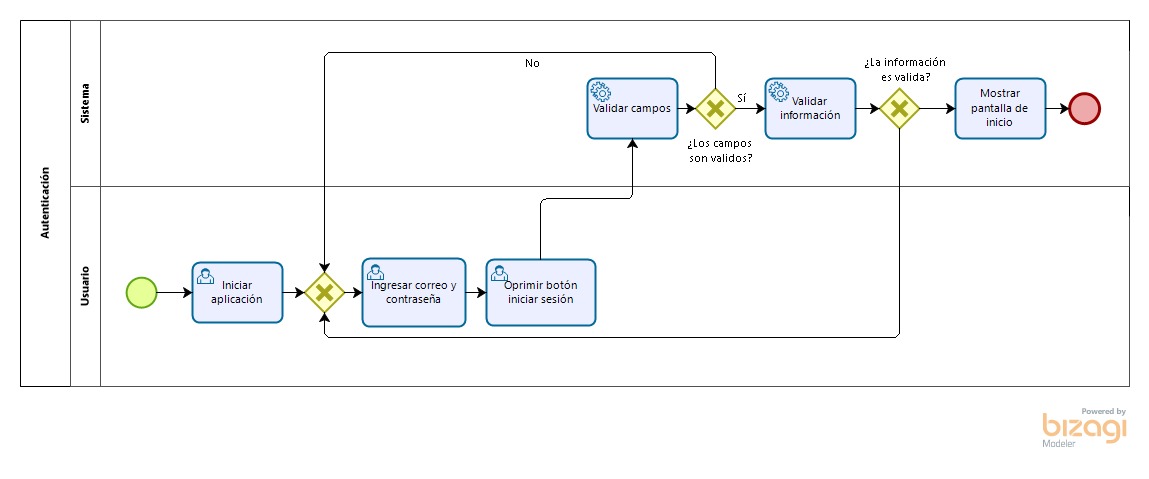 Autenticación
Sistema
No
Validar campos
Sí
¿Los campos
son validos?
Validar
información
¿La información
es valida?
Mostrar
pantalla de
inicio
Usuario
Iniciar
aplicación
Ingresar correo y
contraseña
Oprimir botón
iniciar sesión
Powered by
bizagi
Modeler